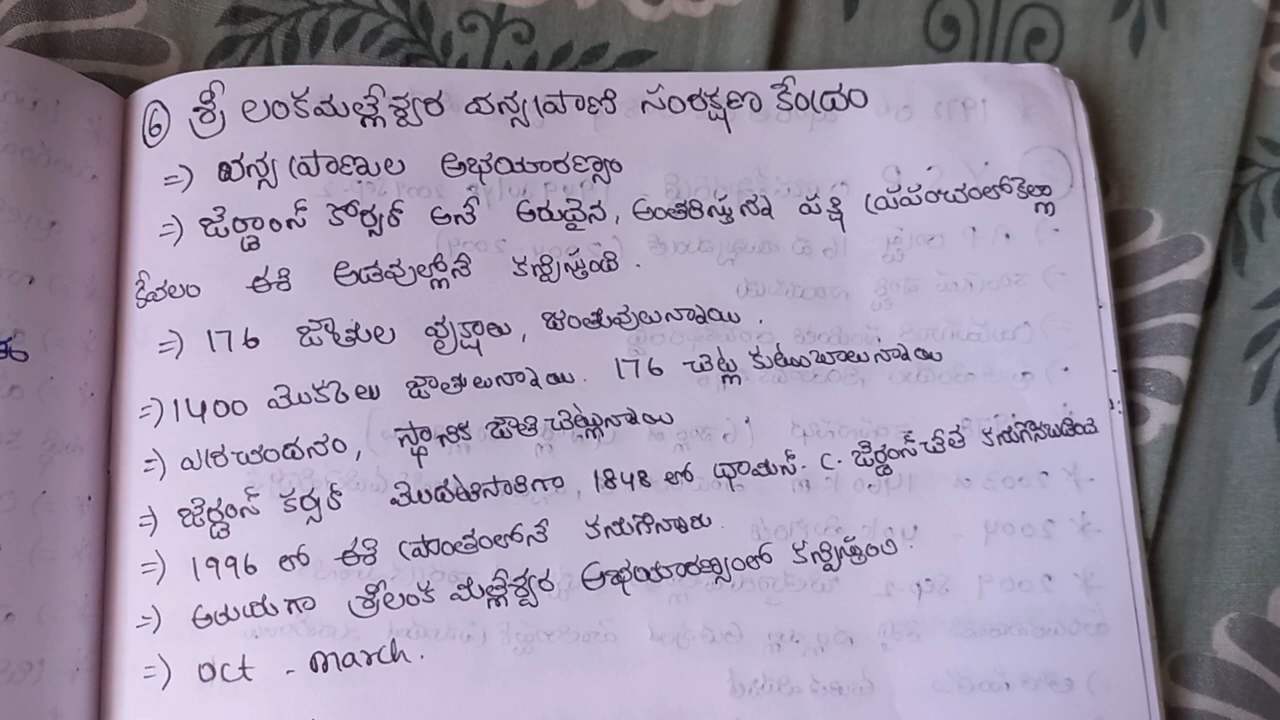 ⑥ శ్రీ లంకమల్లేశ్వర వన్యప్రాణి సంరక్షణ కేంద్రం
=> వన్య ప్రాణుల అభయారణ్యం
=> జెర్డాంస్ కోర్సర్ అనే అరుదైన, అంతరిస్తున్న పక్షి ప్రపంచంలోకెల్లా
కేవలం ఈ అడవుల్లోనే కన్పిస్తుంది.
=> 176 జాతుల వృక్షాలు, జంతువులున్నాయి.
=> 1400 మొక్కలు జాతులున్నాయి. 176 చెట్ల కుటుంబాలున్నాయి
=> ఎర్రచందనం, స్థానిక జాతి చెట్లున్నాయి
=> జెర్డాన్స్ కర్సర్ మొదటిసారిగా 1848 లో థామస్. C. జెర్డాన్ చేత కనుగొనబడింది
=> 1996 లో ఈ ప్రాంతంలోనే కనుగొన్నారు.
=> అరుదుగా శ్రీలంక మల్లేశ్వర అభయారణ్యంలో కన్పిస్తుంది.
=> Oct - March.